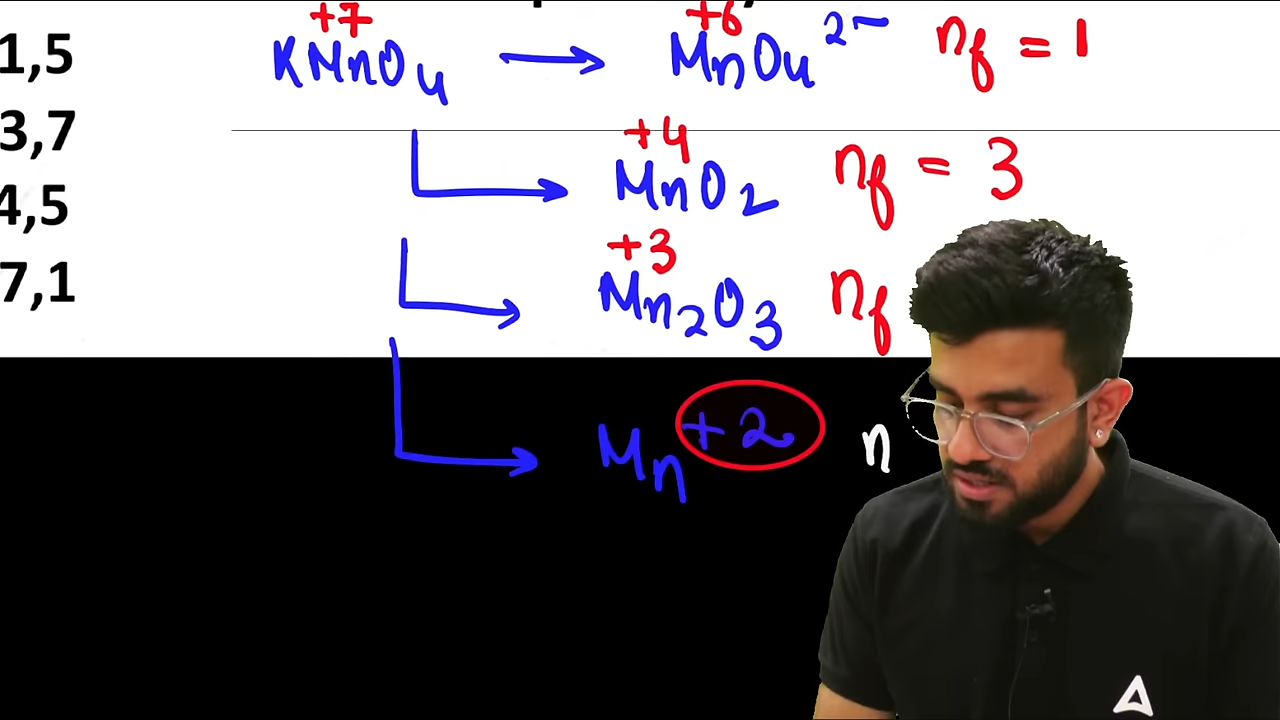 1,5
3,7
4,5
7,1
+7 +6
KMnO4 → MnO4 2− nf = 1
+4
MnO2 nf = 3
+3
Mn2O3 nf
Mn +2 n